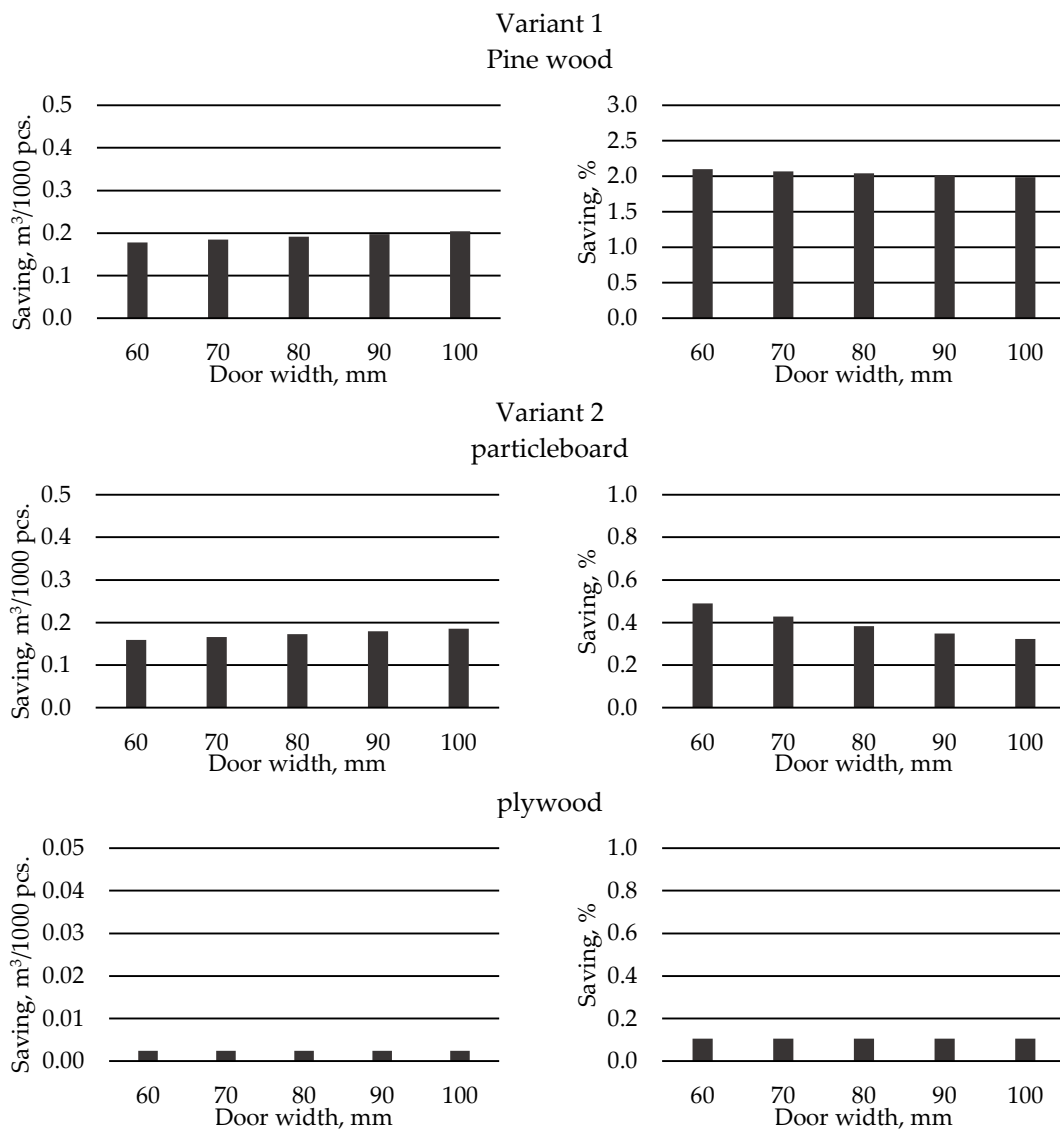 Variant 1
Pine wood
Saving, m³/1000 pcs.
0.5
0.4
0.3
0.2
0.1
0.0
60 70 80 90 100
Door width, mm
Saving, %
3.0
2.5
2.0
1.5
1.0
0.5
0.0
60 70 80 90 100
Door width, mm
Variant 2
particleboard
Saving, m³/1000 pcs.
0.5
0.4
0.3
0.2
0.1
0.0
60 70 80 90 100
Door width, mm
Saving, %
1.0
0.8
0.6
0.4
0.2
0.0
60 70 80 90 100
Door width, mm
plywood
Saving, m³/1000 pcs.
0.05
0.04
0.03
0.02
0.01
0.00
60 70 80 90 100
Door width, mm
Saving, %
1.0
0.8
0.6
0.4
0.2
0.0
60 70 80 90 100
Door width, mm